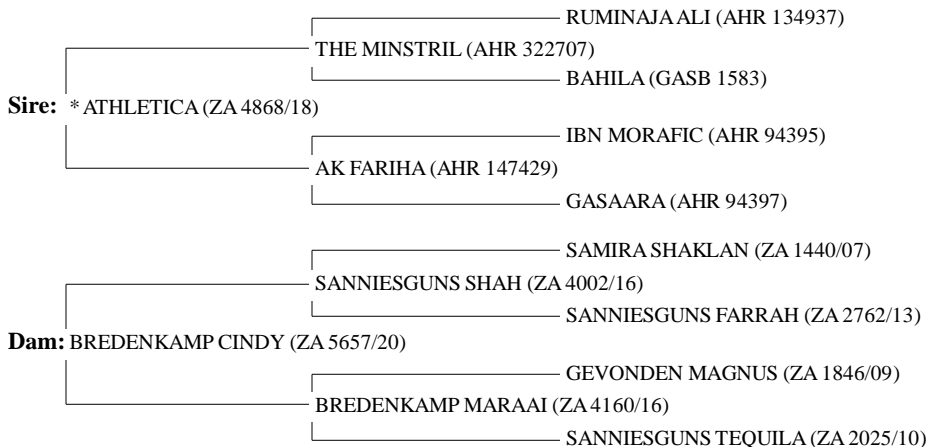 RUMINAJA ALI (AHR 134937)
THE MINSTRIL (AHR 322707)
BAHILA (GASB 1583)
Sire: * ATHLETICA (ZA 4868/18)
IBN MORAFIC (AHR 94395)
AK FARIHA (AHR 147429)
GASAARA (AHR 94397)
SAMIRA SHAKLAN (ZA 1440/07)
SANNIESGUNS SHAH (ZA 4002/16)
SANNIESGUNS FARRAH (ZA 2762/13)
Dam: BREDENKAMP CINDY (ZA 5657/20)
GEVONDEN MAGNUS (ZA 1846/09)
BREDENKAMP MARAAI (ZA 4160/16)
SANNIESGUNS TEQUILA (ZA 2025/10)